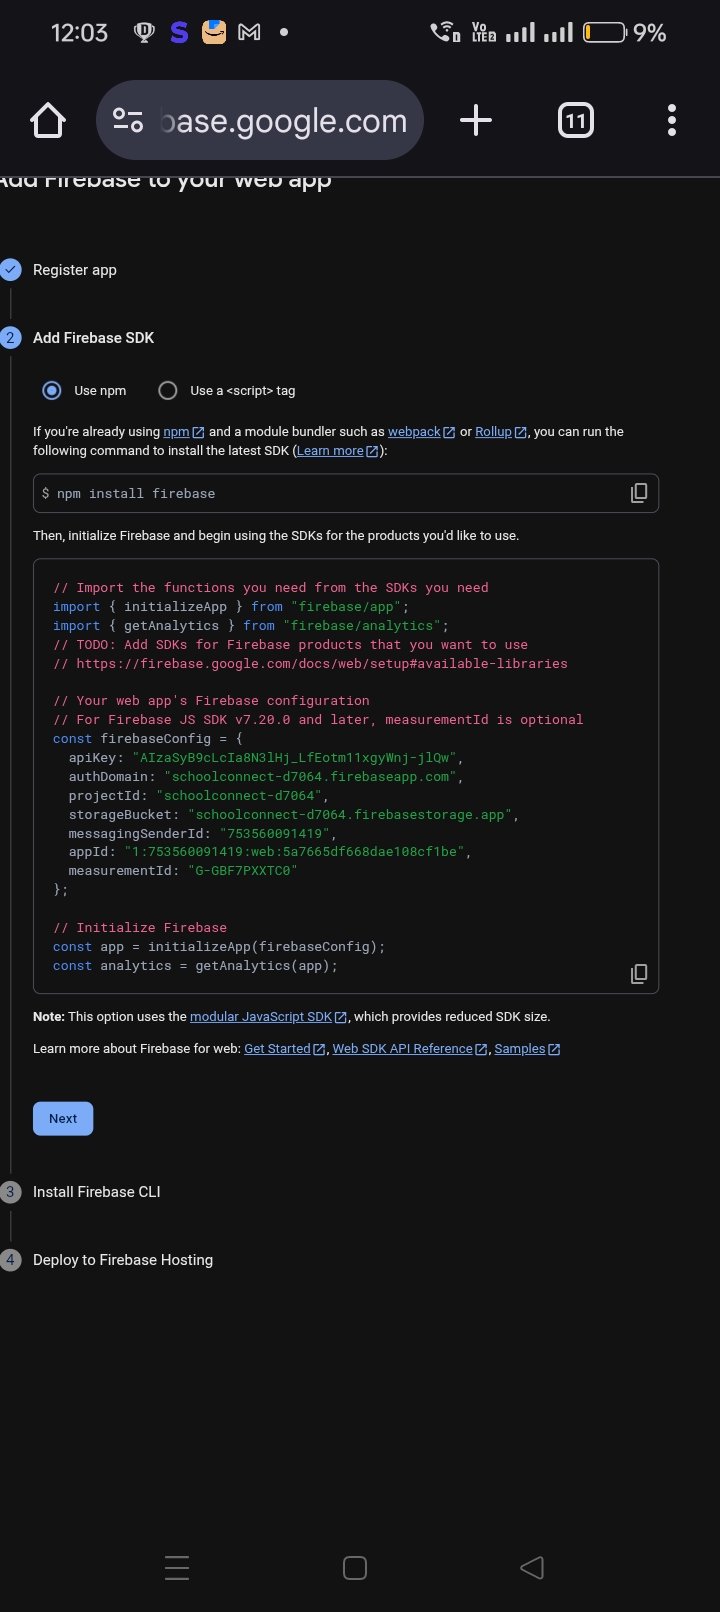 12:03
Vo
LTE2
9%
base.google.com
11
Add Firebase to your web app
Register app
2
Add Firebase SDK
Use npm
Use a <script> tag
If you're already using npm and a module bundler such as webpack or Rollup, you can run the
following command to install the latest SDK (Learn more):
$ npm install firebase
Then, initialize Firebase and begin using the SDKs for the products you'd like to use.
// Import the functions you need from the SDKs you need
import { initializeApp } from "firebase/app";
import { getAnalytics } from "firebase/analytics";
// TODO: Add SDKs for Firebase products that you want to use
// https://firebase.google.com/docs/web/setup#available-libraries
// Your web app's Firebase configuration
// For Firebase JS SDK v7.20.0 and later, measurementId is optional
const firebaseConfig = {
apiKey: "AIzaSyB9cLcIa8N3lHj_LfEotm11xgyWnj-jlQw",
authDomain: "schoolconnect-d7064.firebaseapp.com",
projectId: "schoolconnect-d7064",
storageBucket: "schoolconnect-d7064.firebasestorage.app",
messagingSenderId: "753560091419",
appId: "1:753560091419:web:5a7665df668dae108cf1be",
measurementId: "G-GBF7PXXTC0"
};
// Initialize Firebase
const app = initializeApp(firebaseConfig);
const analytics = getAnalytics(app);
Note: This option uses the modular JavaScript SDK, which provides reduced SDK size.
Learn more about Firebase for web: Get Started, Web SDK API Reference, Samples
Next
3
Install Firebase CLI
4
Deploy to Firebase Hosting